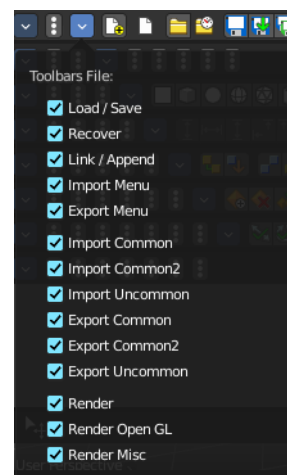 Toolbars File:
Load / Save
Recover
Link / Append
Import Menu
Export Menu
Import Common
Import Common2
Import Uncommon
Export Common
Export Common2
Export Uncommon
Render
Render Open GL
Render Misc
User Perspective